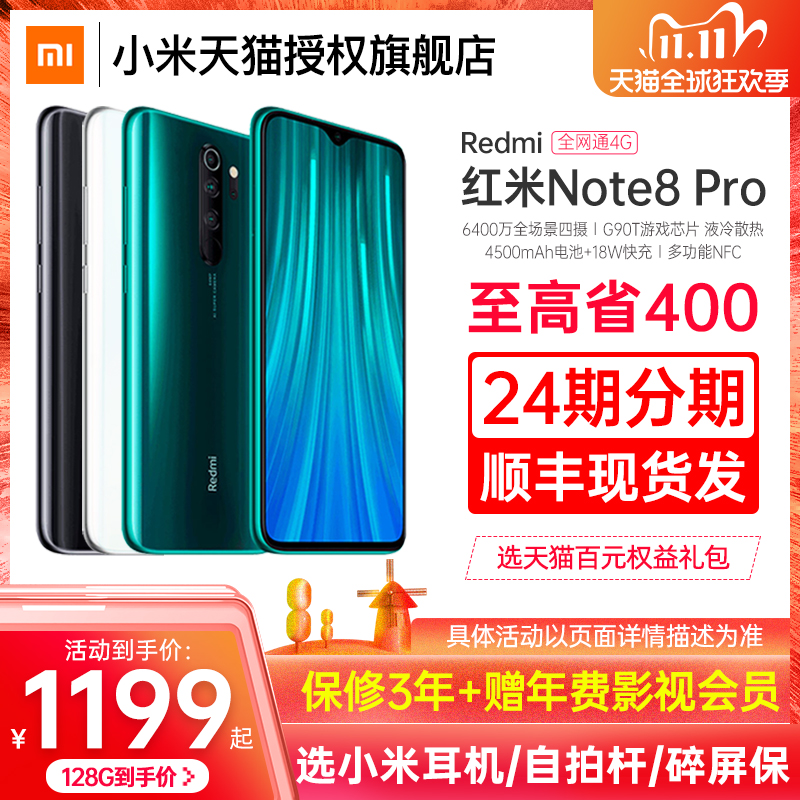 小米天猫授权旗舰店
11.11
天猫全球狂欢季
Redmi 全网通4G
红米Note8 Pro
6400万全场景四摄 | G90T游戏芯片 液冷散热
4500mAh电池+18W快充 | 多功能NFC
至高省400
24期分期
顺丰现货发
选天猫百元权益礼包
Redmi
具体活动以页面详情描述为准
活动到手价:
¥1199起
128G到手价>
保修3年+赠年费影视会员
选小米耳机/自拍杆/碎屏保